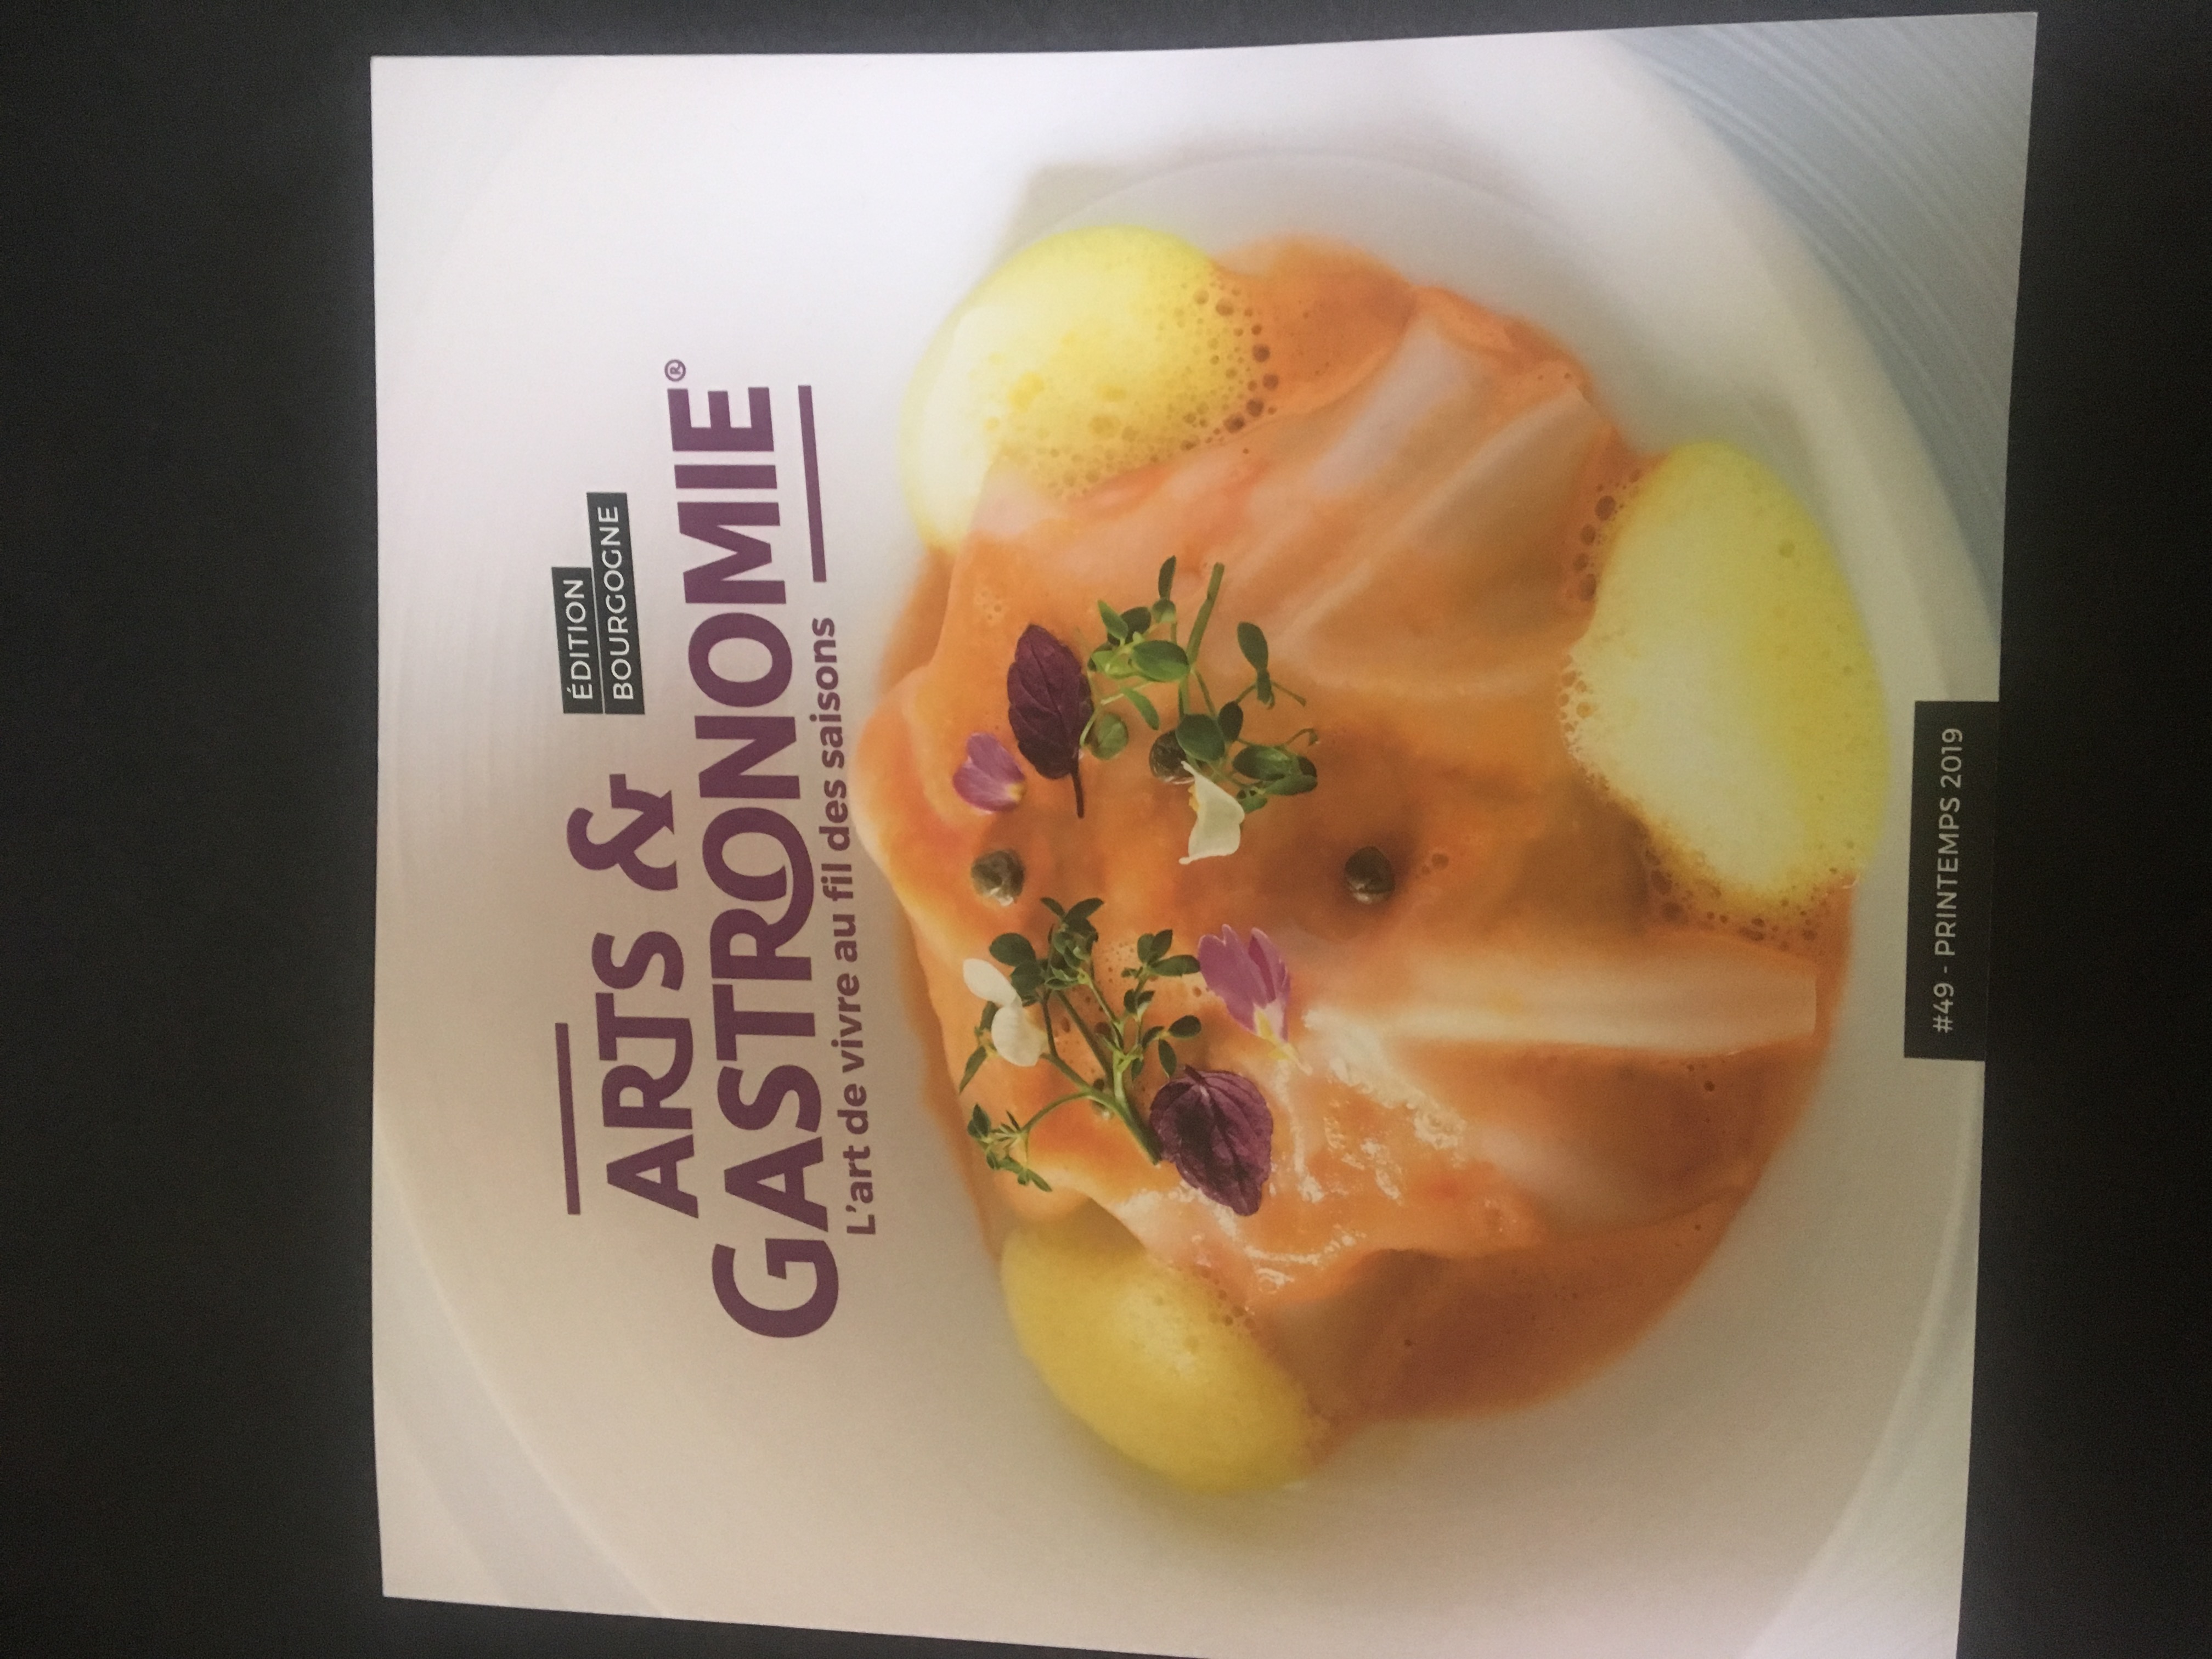 ARTS &
ÉDITION
BOURGOGNE
GASTRONOMIE®
L'art de vivre au fil des saisons
#49 - PRINTEMPS 2019